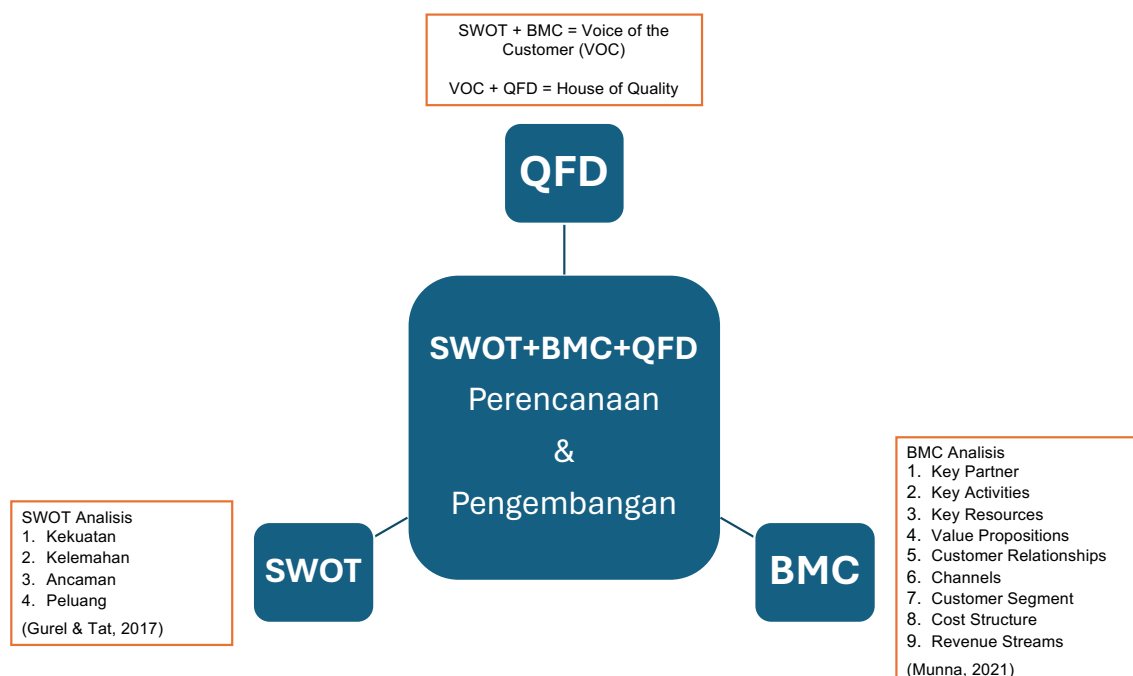 SWOT + BMC = Voice of the
Customer (VOC)
VOC + QFD = House of Quality
QFD
SWOT+BMC+QFD
Perencanaan
&
Pengembangan
SWOT Analisis
1. Kekuatan
2. Kelemahan
3. Ancaman
4. Peluang
(Gurel & Tat, 2017)
SWOT
BMC
BMC Analisis
1. Key Partner
2. Key Activities
3. Key Resources
4. Value Propositions
5. Customer Relationships
6. Channels
7. Customer Segment
8. Cost Structure
9. Revenue Streams
(Munna, 2021)